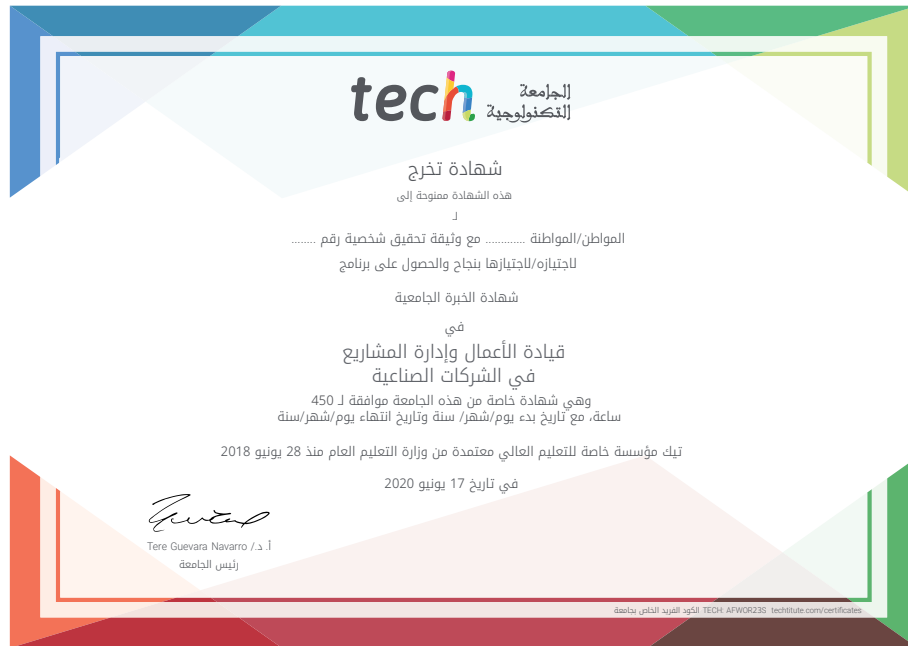 tech الجامعة
التكنولوجية
شهادة تخرج
هذه الشهادة ممنوحة إلى
لـ
المواطن/المواطنة ............ مع وثيقة تحقيق شخصية رقم ........
لاجتيازه/لاجتيازها بنجاح والحصول على برنامج
شهادة الخبرة الجامعية
في
قيادة الأعمال وإدارة المشاريع
في الشركات الصناعية
وهي شهادة خاصة من هذه الجامعة موافقة لـ 450
ساعة، مع تاريخ بدء يوم/شهر/ سنة وتاريخ انتهاء يوم/شهر/سنة
تيك مؤسسة خاصة للتعليم العالي معتمدة من وزارة التعليم العام منذ 28 يونيو 2018
في تاريخ 17 يونيو 2020
أ. د./ Tere Guevara Navarro
رئيس الجامعة
الكود الفريد الخاص بجامعة TECH: AFWOR23S techtitute.com/certificates